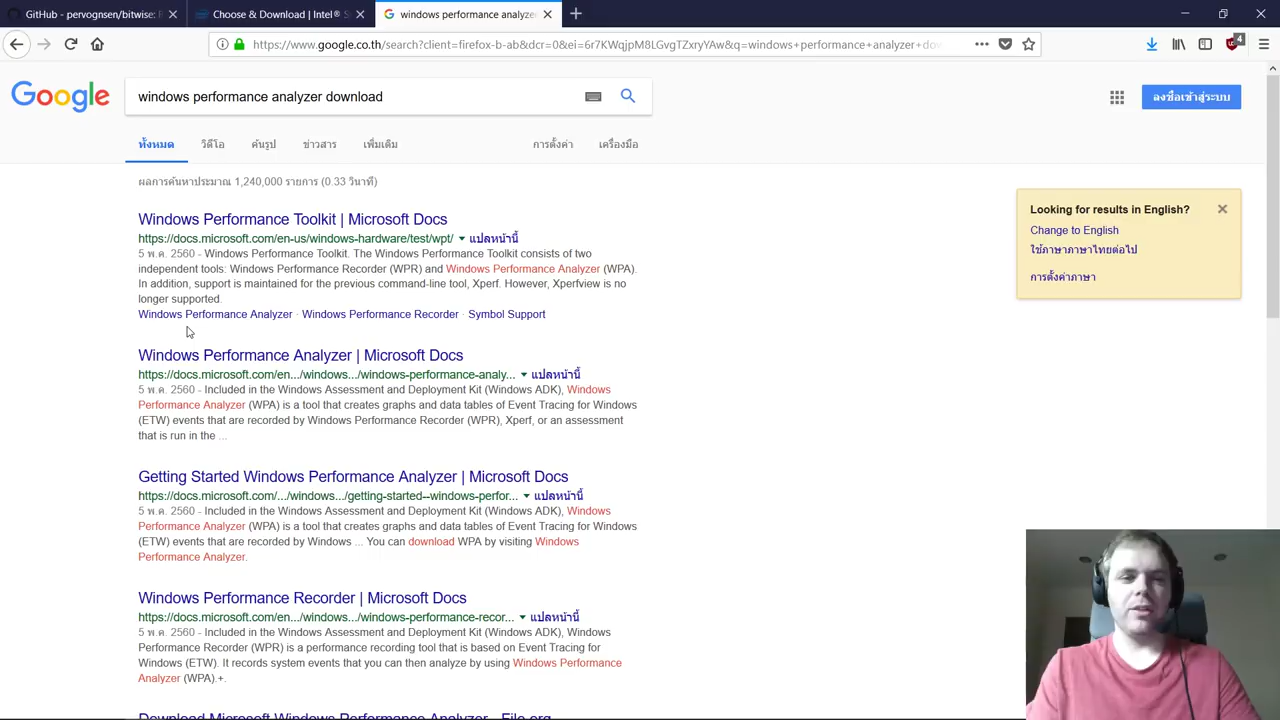 GitHub - pervognsen/bitwise:
Choose & Download | Intel® S
windows performance analyze
https://www.google.co.th/search?client=firefox-b-ab&dcr=0&ei=6r7KWqjpM8LGvgTZxryYAw&q=windows+performance+analyzer+do
4
Google
windows performance analyzer download
ลงชื่อเข้าสู่ระบบ
ทั้งหมด
วิดีโอ
ค้นรูป
ข่าวสาร
เพิ่มเติม
การตั้งค่า
เครื่องมือ
ผลการค้นหาประมาณ 1,240,000 รายการ (0.33 วินาที)
Looking for results in English?
Change to English
ใช้ภาษาภาษาไทยต่อไป
การตั้งค่าภาษา
Windows Performance Toolkit | Microsoft Docs
https://docs.microsoft.com/en-us/windows-hardware/test/wpt/ แปลหน้านี้
5 พ.ค. 2560 - Windows Performance Toolkit. The Windows Performance Toolkit consists of two
independent tools: Windows Performance Recorder (WPR) and Windows Performance Analyzer (WPA).
In addition, support is maintained for the previous command-line tool, Xperf. However, Xperfview is no
longer supported.
Windows Performance Analyzer · Windows Performance Recorder · Symbol Support
Windows Performance Analyzer | Microsoft Docs
https://docs.microsoft.com/en.../windows.../windows-performance-analy... แปลหน้านี้
5 พ.ค. 2560 - Included in the Windows Assessment and Deployment Kit (Windows ADK), Windows
Performance Analyzer (WPA) is a tool that creates graphs and data tables of Event Tracing for Windows
(ETW) events that are recorded by Windows Performance Recorder (WPR), Xperf, or an assessment
that is run in the ...
Getting Started Windows Performance Analyzer | Microsoft Docs
https://docs.microsoft.com/.../windows.../getting-started--windows-perfor... แปลหน้านี้
5 พ.ค. 2560 - Included in the Windows Assessment and Deployment Kit (Windows ADK), Windows
Performance Analyzer (WPA) is a tool that creates graphs and data tables of Event Tracing for Windows
(ETW) events that are recorded by Windows ... You can download WPA by visiting Windows
Performance Analyzer.
Windows Performance Recorder | Microsoft Docs
https://docs.microsoft.com/en.../windows.../windows-performance-recor... แปลหน้านี้
5 พ.ค. 2560 - Included in the Windows Assessment and Deployment Kit (Windows ADK), Windows
Performance Recorder (WPR) is a performance recording tool that is based on Event Tracing for
Windows (ETW). It records system events that you can then analyze by using Windows Performance
Analyzer (WPA).+.
Download Microsoft Windows Performance Analyzer - File.org